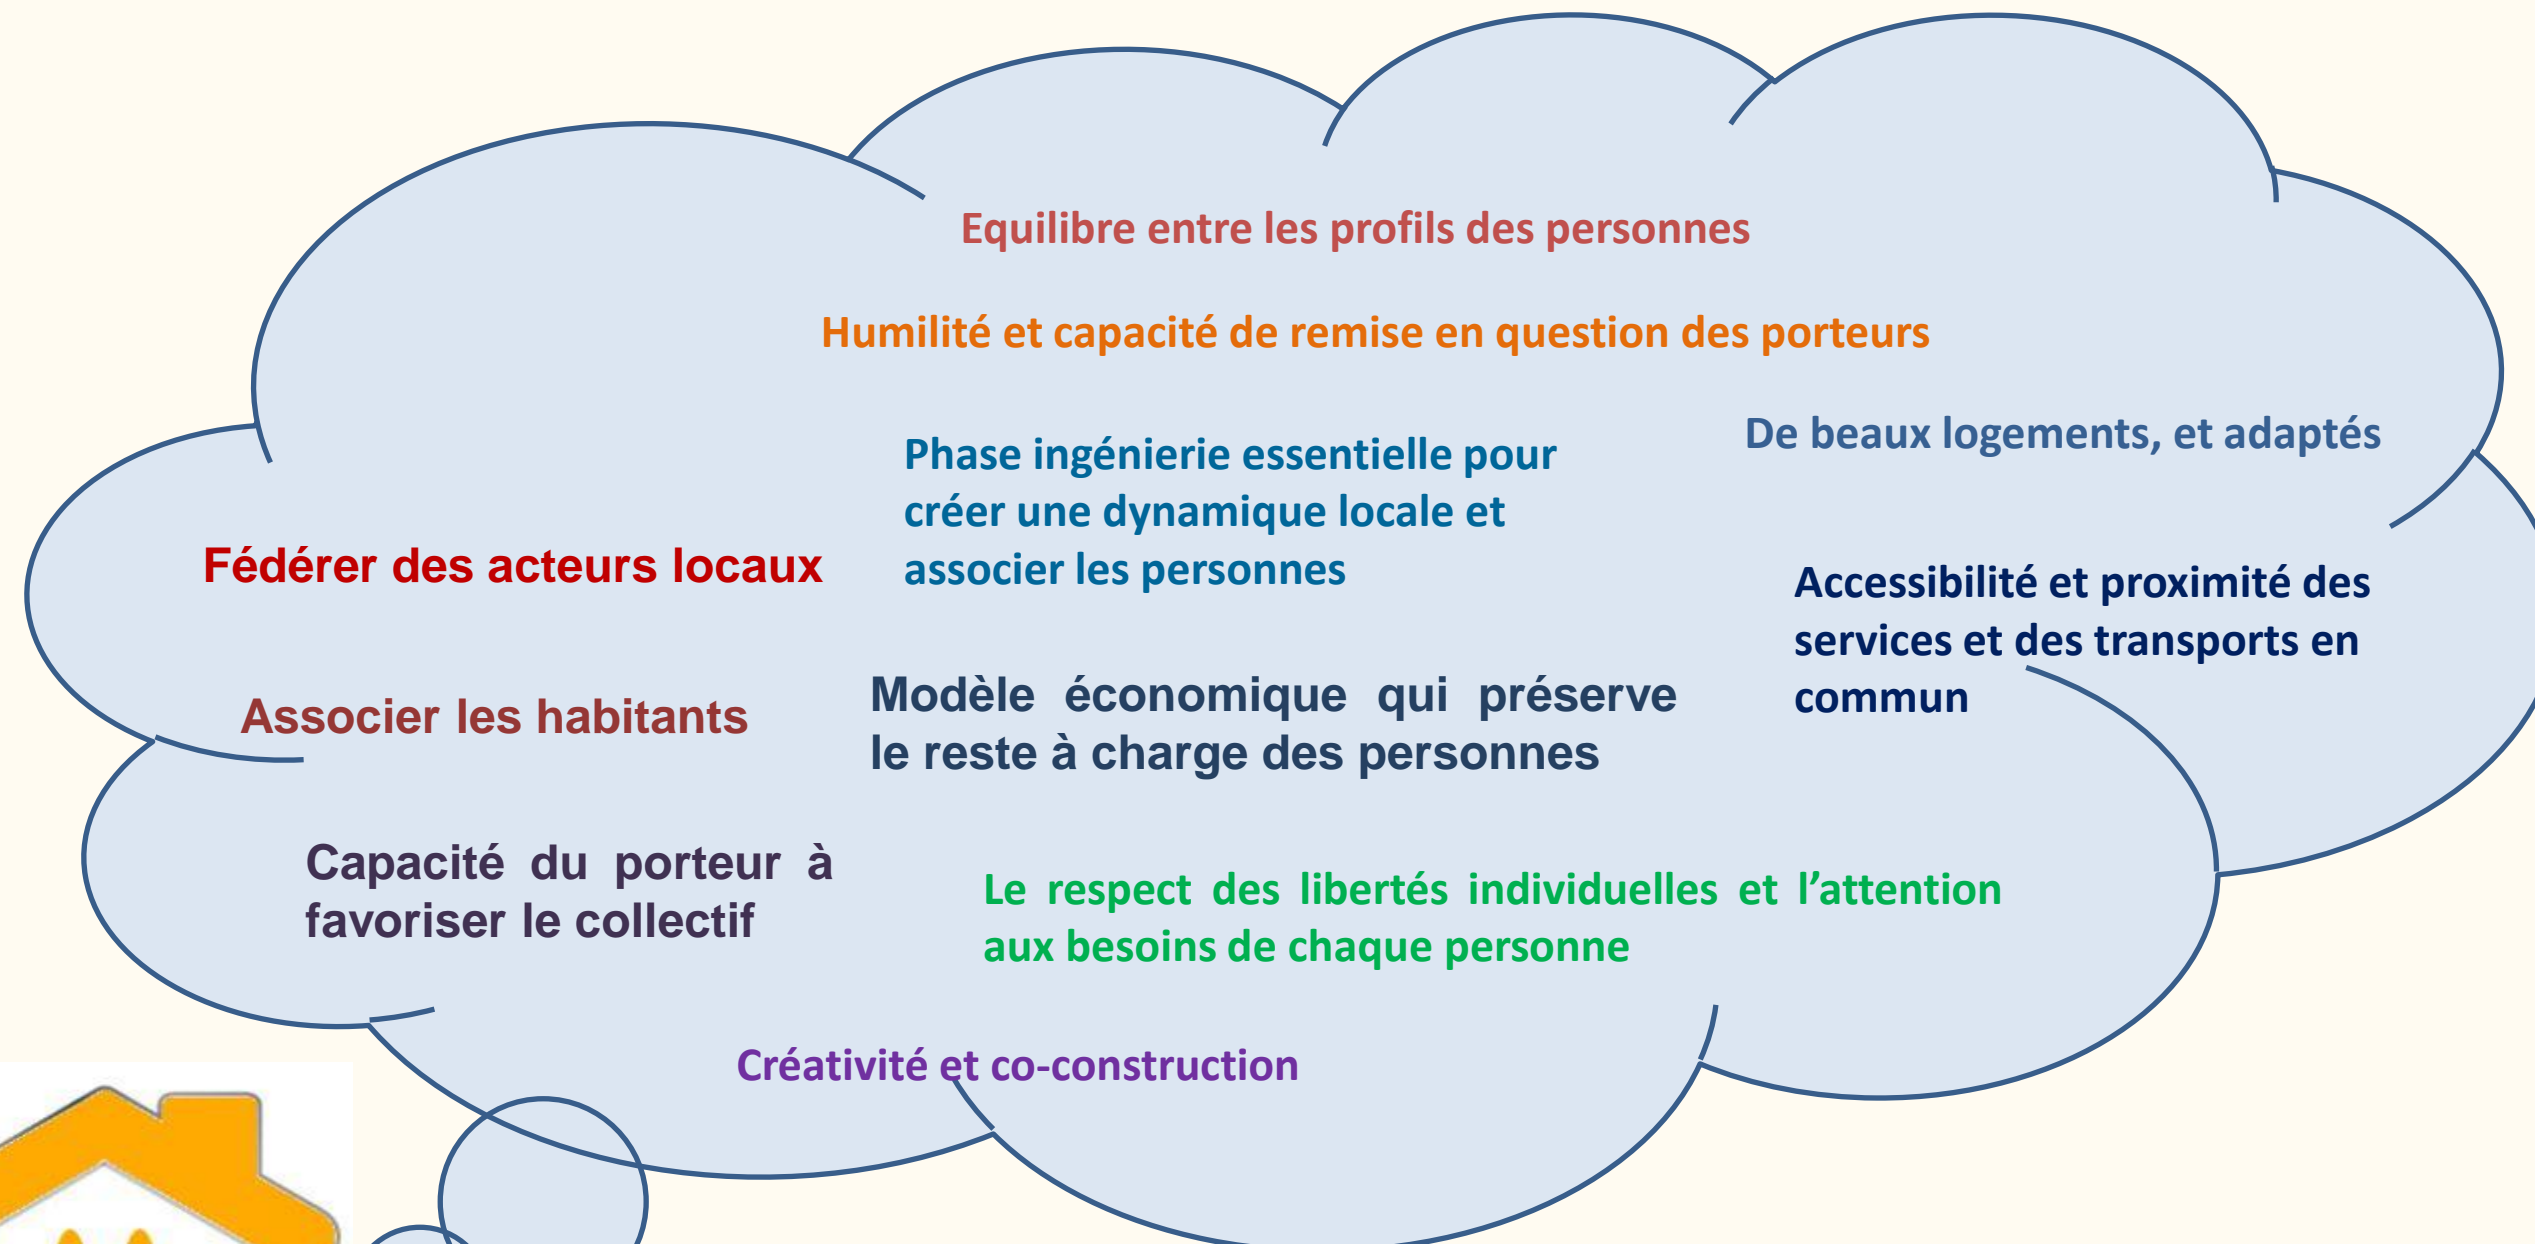 Equilibre entre les profils des personnes
Humilité et capacité de remise en question des porteurs
De beaux logements, et adaptés
Phase ingénierie essentielle pour
créer une dynamique locale et
associer les personnes
Fédérer des acteurs locaux
Accessibilité et proximité des
services et des transports en
commun
Associer les habitants
Modèle économique qui préserve
le reste à charge des personnes
Capacité du porteur à
favoriser le collectif
Le respect des libertés individuelles et l’attention
aux besoins de chaque personne
Créativité et co-construction